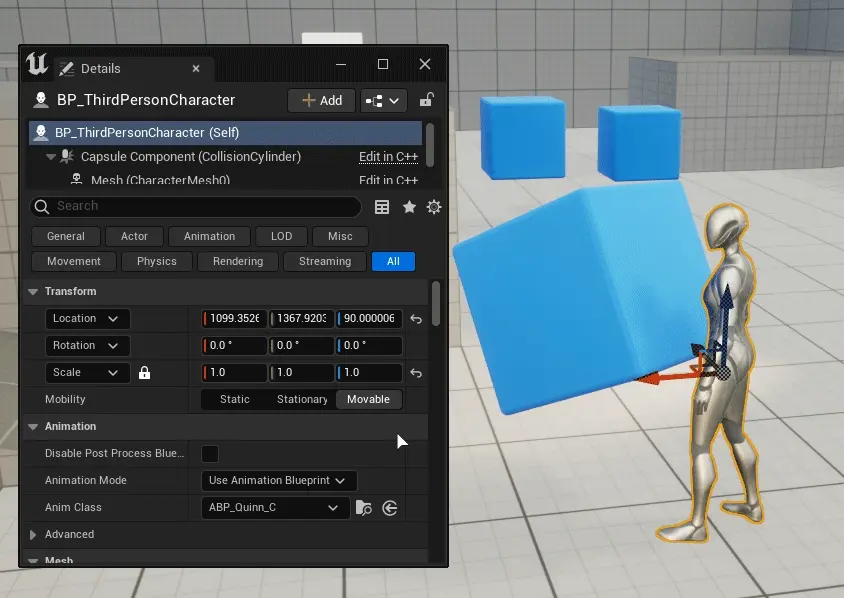 Details
BP_ThirdPersonCharacter
Add
BP_ThirdPersonCharacter (Self)
Capsule Component (CollisionCylinder) Edit in C++
Mesh (CharacterMesh0) Edit in C++
Search
General Actor Animation LOD Misc
Movement Physics Rendering Streaming All
Transform
Location 1099.3526 1367.9203 90.000006
Rotation 0.0 ° 0.0 ° 0.0 °
Scale 1.0 1.0 1.0
Mobility Static Stationary Movable
Animation
Disable Post Process Blue...
Animation Mode Use Animation Blueprint
Anim Class ABP_Quinn_C
Advanced
Mesh